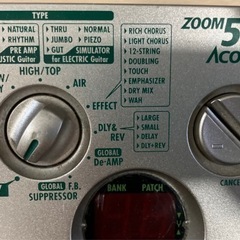 TYPE
NATURAL
RHYTHM
THRU
JUMBO
GUT
NORMAL
PIEZO
SIMULATOR
for ELECTRIC Guitar
PRE AMP
USTIC Guitar
HIGH/TOP
AIR
EFFECT
RICH CHORUS
LIGHT CHORUS
12-STRING
DOUBLING
TOUCH
EMPHASIZER
DRY MIX
WAH
DLY&
REV
LARGE
SMALL
DELAY
DLY+REV
GLOBAL
De-AMP
GLOBAL F.B.
SUPPRESSOR
BANK PATCH
ZOOM 5
ACO
CANCE